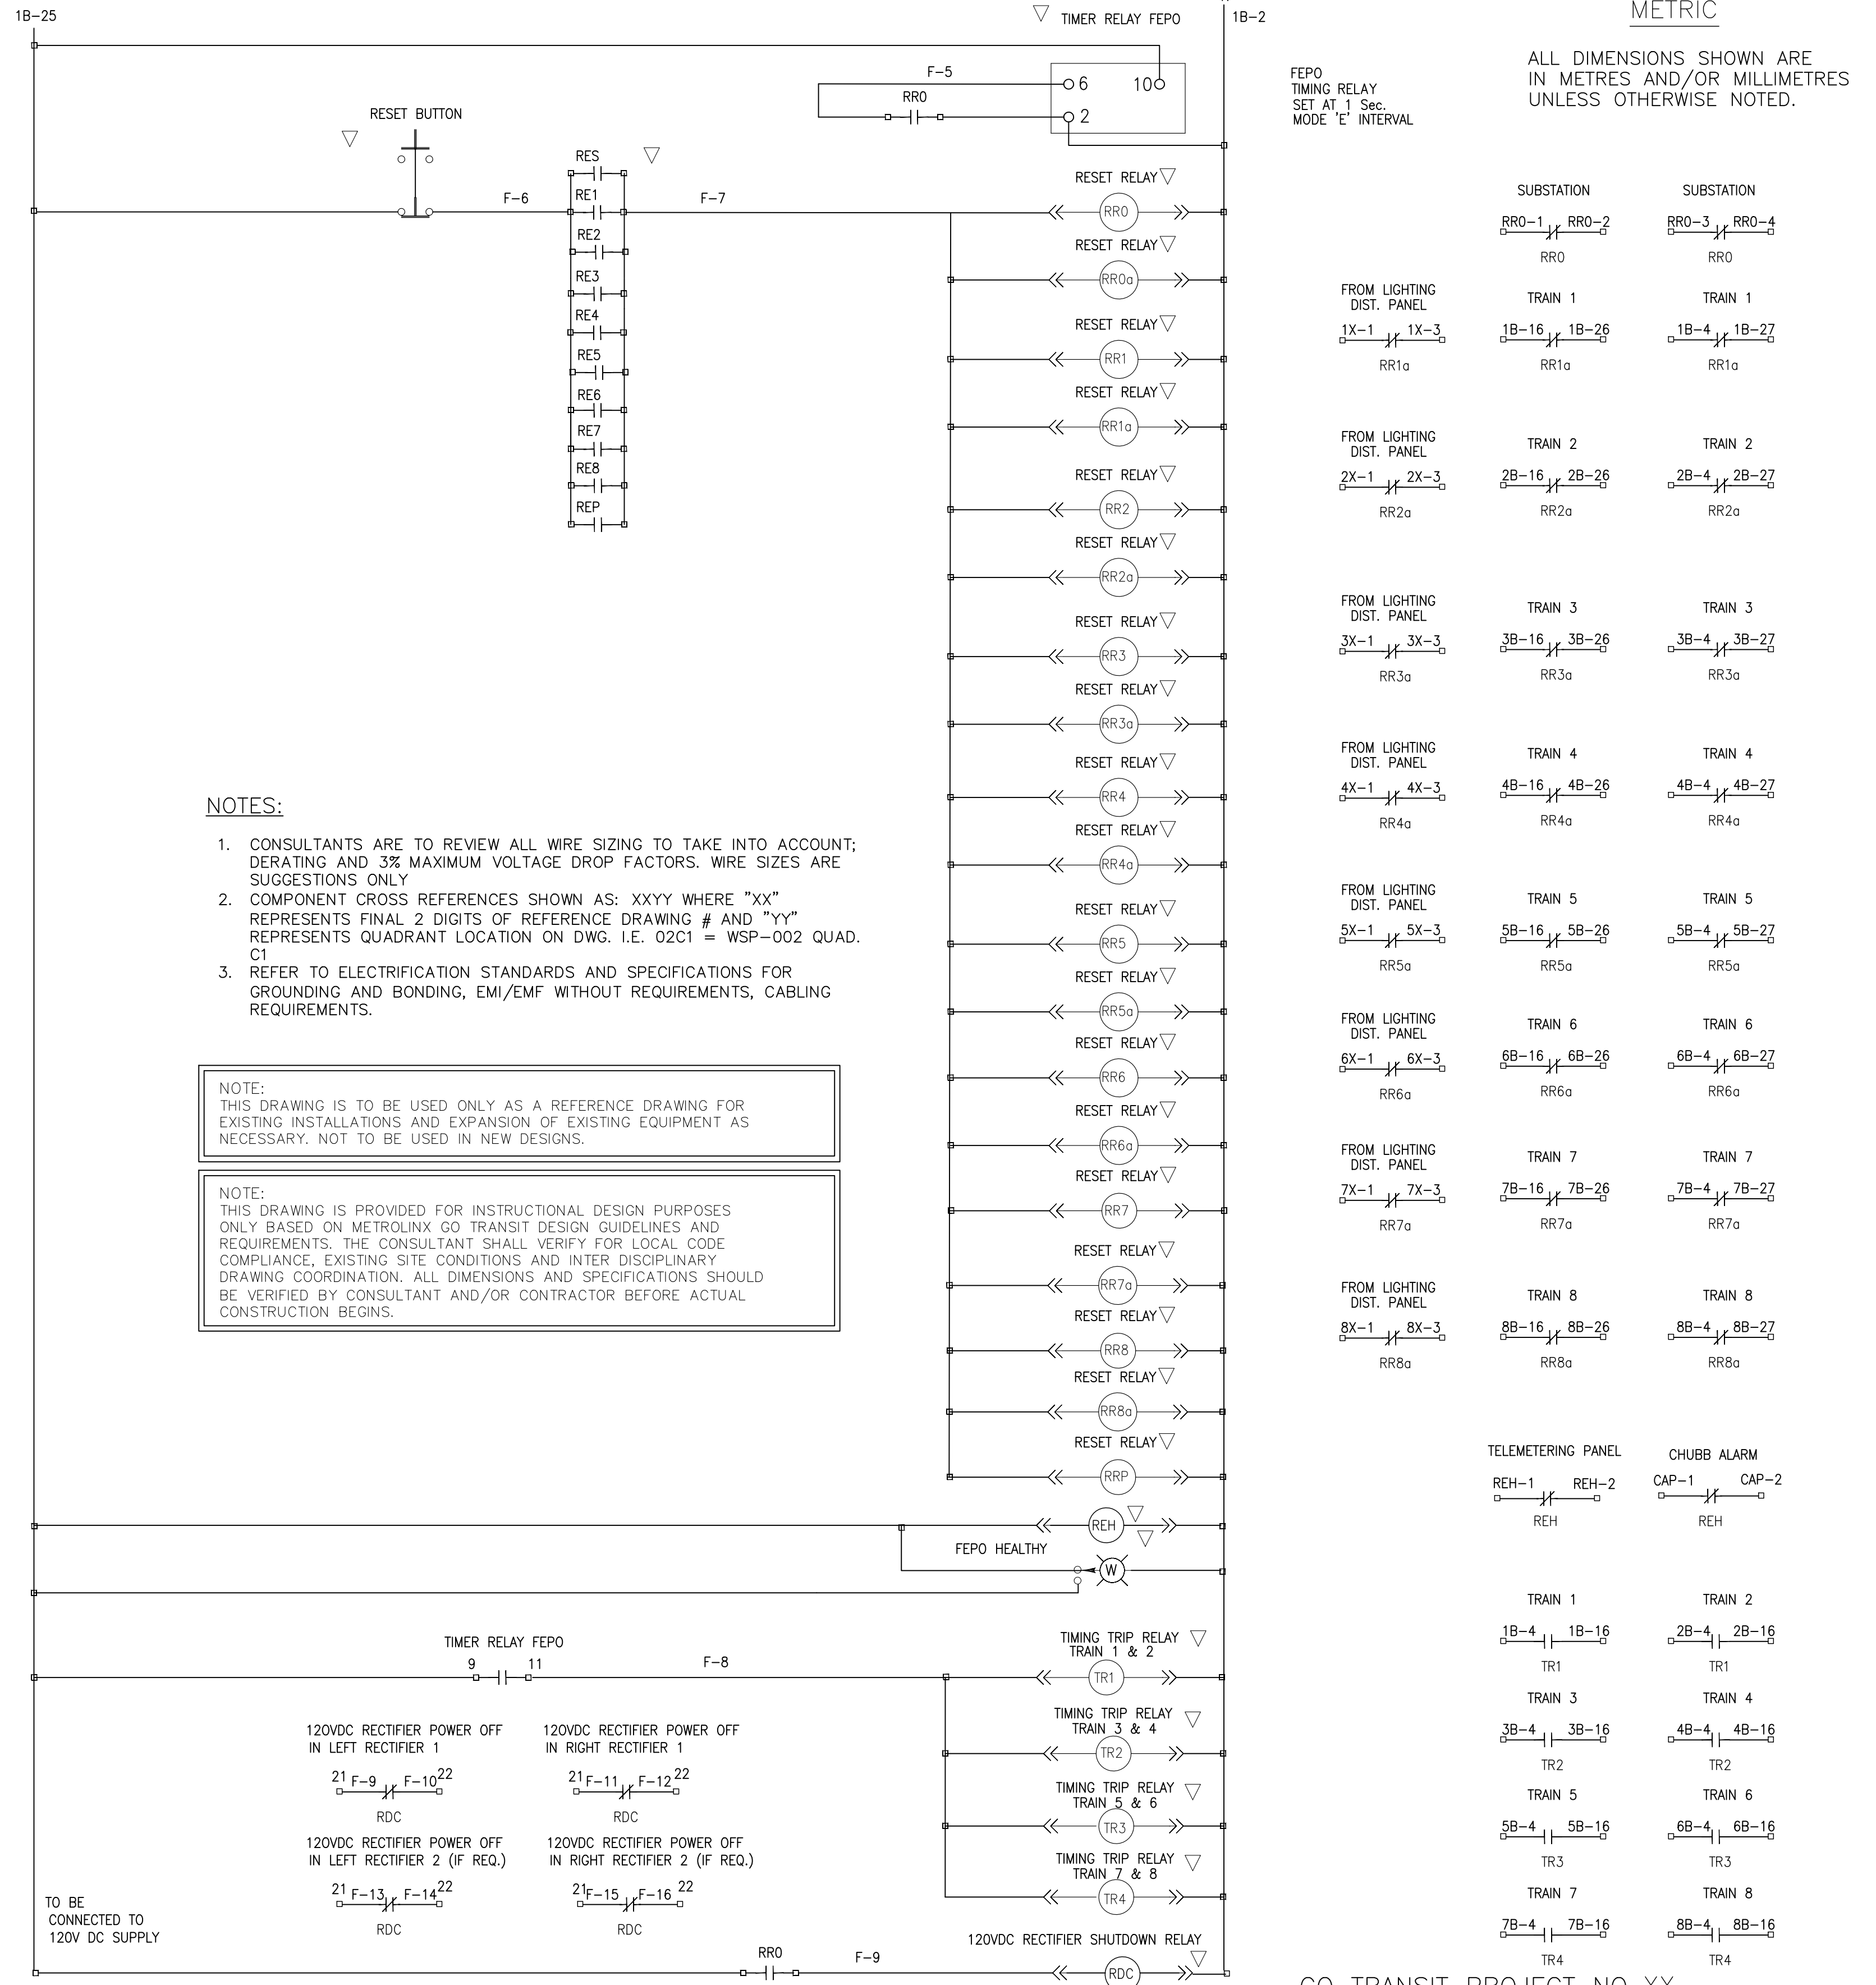 1B-25
▽ TIMER RELAY FEPO
1B-2
METRIC
ALL DIMENSIONS SHOWN ARE
IN METRES AND/OR MILLIMETRES
UNLESS OTHERWISE NOTED.
F-5
6
10
RR0
2
FEPO
TIMING RELAY
SET AT 1 Sec.
MODE 'E' INTERVAL
RESET BUTTON
RES
RE1
F-6
F-7
RE2
RE3
RE4
RE5
RE6
RE7
RE8
REP
RESET RELAY
RR0
RESET RELAY
RR0a
RESET RELAY
RR1
RESET RELAY
RR1a
RESET RELAY
RR2
RESET RELAY
RR2a
RESET RELAY
RR3
RESET RELAY
RR3a
RESET RELAY
RR4
RESET RELAY
RR4a
RESET RELAY
RR5
RESET RELAY
RR5a
RESET RELAY
RR6
RESET RELAY
RR6a
RESET RELAY
RR7
RESET RELAY
RR7a
RESET RELAY
RR8
RESET RELAY
RR8a
RESET RELAY
RRP
REH
FEPO HEALTHY
W
SUBSTATION SUBSTATION
RR0-1 RR0-2 RR0-3 RR0-4
RR0 RR0
FROM LIGHTING
DIST. PANEL TRAIN 1 TRAIN 1
1X-1 1X-3 1B-16 1B-26 1B-4 1B-27
RR1a RR1a RR1a
FROM LIGHTING
DIST. PANEL TRAIN 2 TRAIN 2
2X-1 2X-3 2B-16 2B-26 2B-4 2B-27
RR2a RR2a RR2a
FROM LIGHTING
DIST. PANEL TRAIN 3 TRAIN 3
3X-1 3X-3 3B-16 3B-26 3B-4 3B-27
RR3a RR3a RR3a
FROM LIGHTING
DIST. PANEL TRAIN 4 TRAIN 4
4X-1 4X-3 4B-16 4B-26 4B-4 4B-27
RR4a RR4a RR4a
FROM LIGHTING
DIST. PANEL TRAIN 5 TRAIN 5
5X-1 5X-3 5B-16 5B-26 5B-4 5B-27
RR5a RR5a RR5a
FROM LIGHTING
DIST. PANEL TRAIN 6 TRAIN 6
6X-1 6X-3 6B-16 6B-26 6B-4 6B-27
RR6a RR6a RR6a
FROM LIGHTING
DIST. PANEL TRAIN 7 TRAIN 7
7X-1 7X-3 7B-16 7B-26 7B-4 7B-27
RR7a RR7a RR7a
FROM LIGHTING
DIST. PANEL TRAIN 8 TRAIN 8
8X-1 8X-3 8B-16 8B-26 8B-4 8B-27
RR8a RR8a RR8a
TELEMETERING PANEL CHUBB ALARM
REH-1 REH-2 CAP-1 CAP-2
REH REH
NOTES:
1. CONSULTANTS ARE TO REVIEW ALL WIRE SIZING TO TAKE INTO ACCOUNT;
DERATING AND 3% MAXIMUM VOLTAGE DROP FACTORS. WIRE SIZES ARE
SUGGESTIONS ONLY
2. COMPONENT CROSS REFERENCES SHOWN AS: XXYY WHERE "XX"
REPRESENTS FINAL 2 DIGITS OF REFERENCE DRAWING # AND "YY"
REPRESENTS QUADRANT LOCATION ON DWG. I.E. 02C1 = WSP-002 QUAD.
C1
3. REFER TO ELECTRIFICATION STANDARDS AND SPECIFICATIONS FOR
GROUNDING AND BONDING, EMI/EMF WITHOUT REQUIREMENTS, CABLING
REQUIREMENTS.
NOTE:
THIS DRAWING IS TO BE USED ONLY AS A REFERENCE DRAWING FOR
EXISTING INSTALLATIONS AND EXPANSION OF EXISTING EQUIPMENT AS
NECESSARY. NOT TO BE USED IN NEW DESIGNS.
NOTE:
THIS DRAWING IS PROVIDED FOR INSTRUCTIONAL DESIGN PURPOSES
ONLY BASED ON METROLINX GO TRANSIT DESIGN GUIDELINES AND
REQUIREMENTS. THE CONSULTANT SHALL VERIFY FOR LOCAL CODE
COMPLIANCE, EXISTING SITE CONDITIONS AND INTER DISCIPLINARY
DRAWING COORDINATION. ALL DIMENSIONS AND SPECIFICATIONS SHOULD
BE VERIFIED BY CONSULTANT AND/OR CONTRACTOR BEFORE ACTUAL
CONSTRUCTION BEGINS.
TIMER RELAY FEPO
9 11 F-8
TIMING TRIP RELAY
TRAIN 1 & 2
TR1
TIMING TRIP RELAY
TRAIN 3 & 4
TR2
TIMING TRIP RELAY
TRAIN 5 & 6
TR3
TIMING TRIP RELAY
TRAIN 7 & 8
TR4
120VDC RECTIFIER POWER OFF
IN LEFT RECTIFIER 1
21 F-9 F-10 22
RDC
120VDC RECTIFIER POWER OFF
IN RIGHT RECTIFIER 1
21 F-11 F-12 22
RDC
120VDC RECTIFIER POWER OFF
IN LEFT RECTIFIER 2 (IF REQ.)
21 F-13 F-14 22
RDC
120VDC RECTIFIER POWER OFF
IN RIGHT RECTIFIER 2 (IF REQ.)
21 F-15 F-16 22
RDC
TO BE
CONNECTED TO
120V DC SUPPLY
RR0 F-9
120VDC RECTIFIER SHUTDOWN RELAY
RDC
TRAIN 1 TRAIN 2
1B-4 1B-16 2B-4 2B-16
TR1 TR1
TRAIN 3 TRAIN 4
3B-4 3B-16 4B-4 4B-16
TR2 TR2
TRAIN 5 TRAIN 6
5B-4 5B-16 6B-4 6B-16
TR3 TR3
TRAIN 7 TRAIN 8
7B-4 7B-16 8B-4 8B-16
TR4 TR4
GO TRANSIT PROJECT NO XX